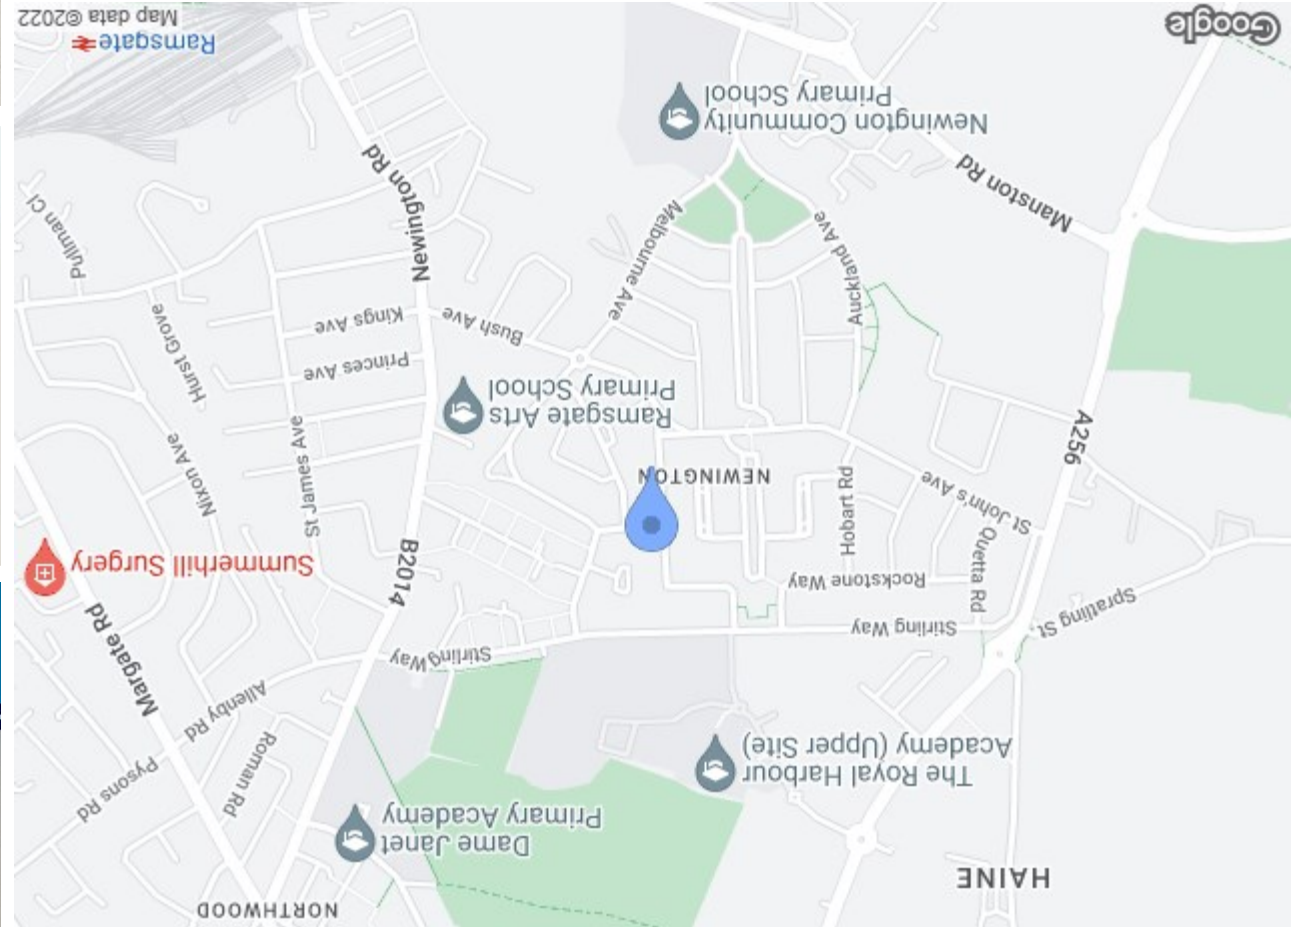 HAINE
NORTHWOOD
Dame Janet
Primary Academy
The Royal Harbour
Academy (Upper Site)
Pysons Rd
Roman Rd
Allenby Rd
Margate Rd
Stirling Way
Stirling Way
Spratling St
Rockstone Way
Quetta Rd
Summerhill Surgery
B2014
Hobart Rd
St John's Ave
NEWINGTON
A256
Nixon Ave
St James Ave
Ramsgate Arts
Primary School
Princes Ave
Kings Ave
Hurst Grove
Bush Ave
Auckland Ave
Melbourne Ave
Newington Rd
Newington Rd
Pullman Cl
Manston Rd
Newington Community
Primary School
Ramsgate
Google
Map data ©2022